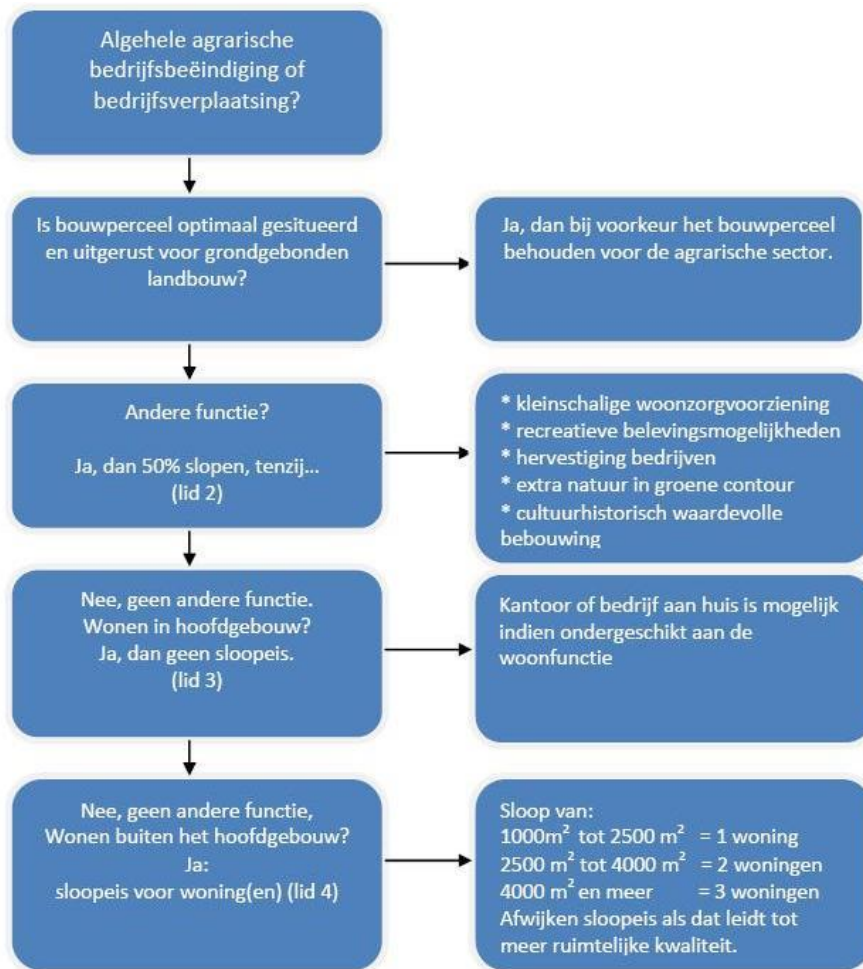 Algehele agrarische
bedrijfsbeëindiging of
bedrijfsverplaatsing?
Is bouwperceel optimaal gesitueerd
en uitgerust voor grondgebonden
landbouw?
Ja, dan bij voorkeur het bouwperceel
behouden voor de agrarische sector.
Andere functie?
Ja, dan 50% slopen, tenzij...
(lid 2)
* kleinschalige woonzorgvoorziening
* recreatieve belevingsmogelijkheden
* hervestiging bedrijven
* extra natuur in groene contour
* cultuurhistorisch waardevolle
bebouwing
Nee, geen andere functie.
Wonen in hoofdgebouw?
Ja, dan geen sloopeis.
(lid 3)
Kantoor of bedrijf aan huis is mogelijk
indien ondergeschikt aan de
woonfunctie
Nee, geen andere functie,
Wonen buiten het hoofdgebouw?
Ja:
sloopeis voor woning(en) (lid 4)
Sloop van:
1000m² tot 2500 m² = 1 woning
2500 m² tot 4000 m² = 2 woningen
4000 m² en meer = 3 woningen
Afwijken sloopeis als dat leidt tot
meer ruimtelijke kwaliteit.